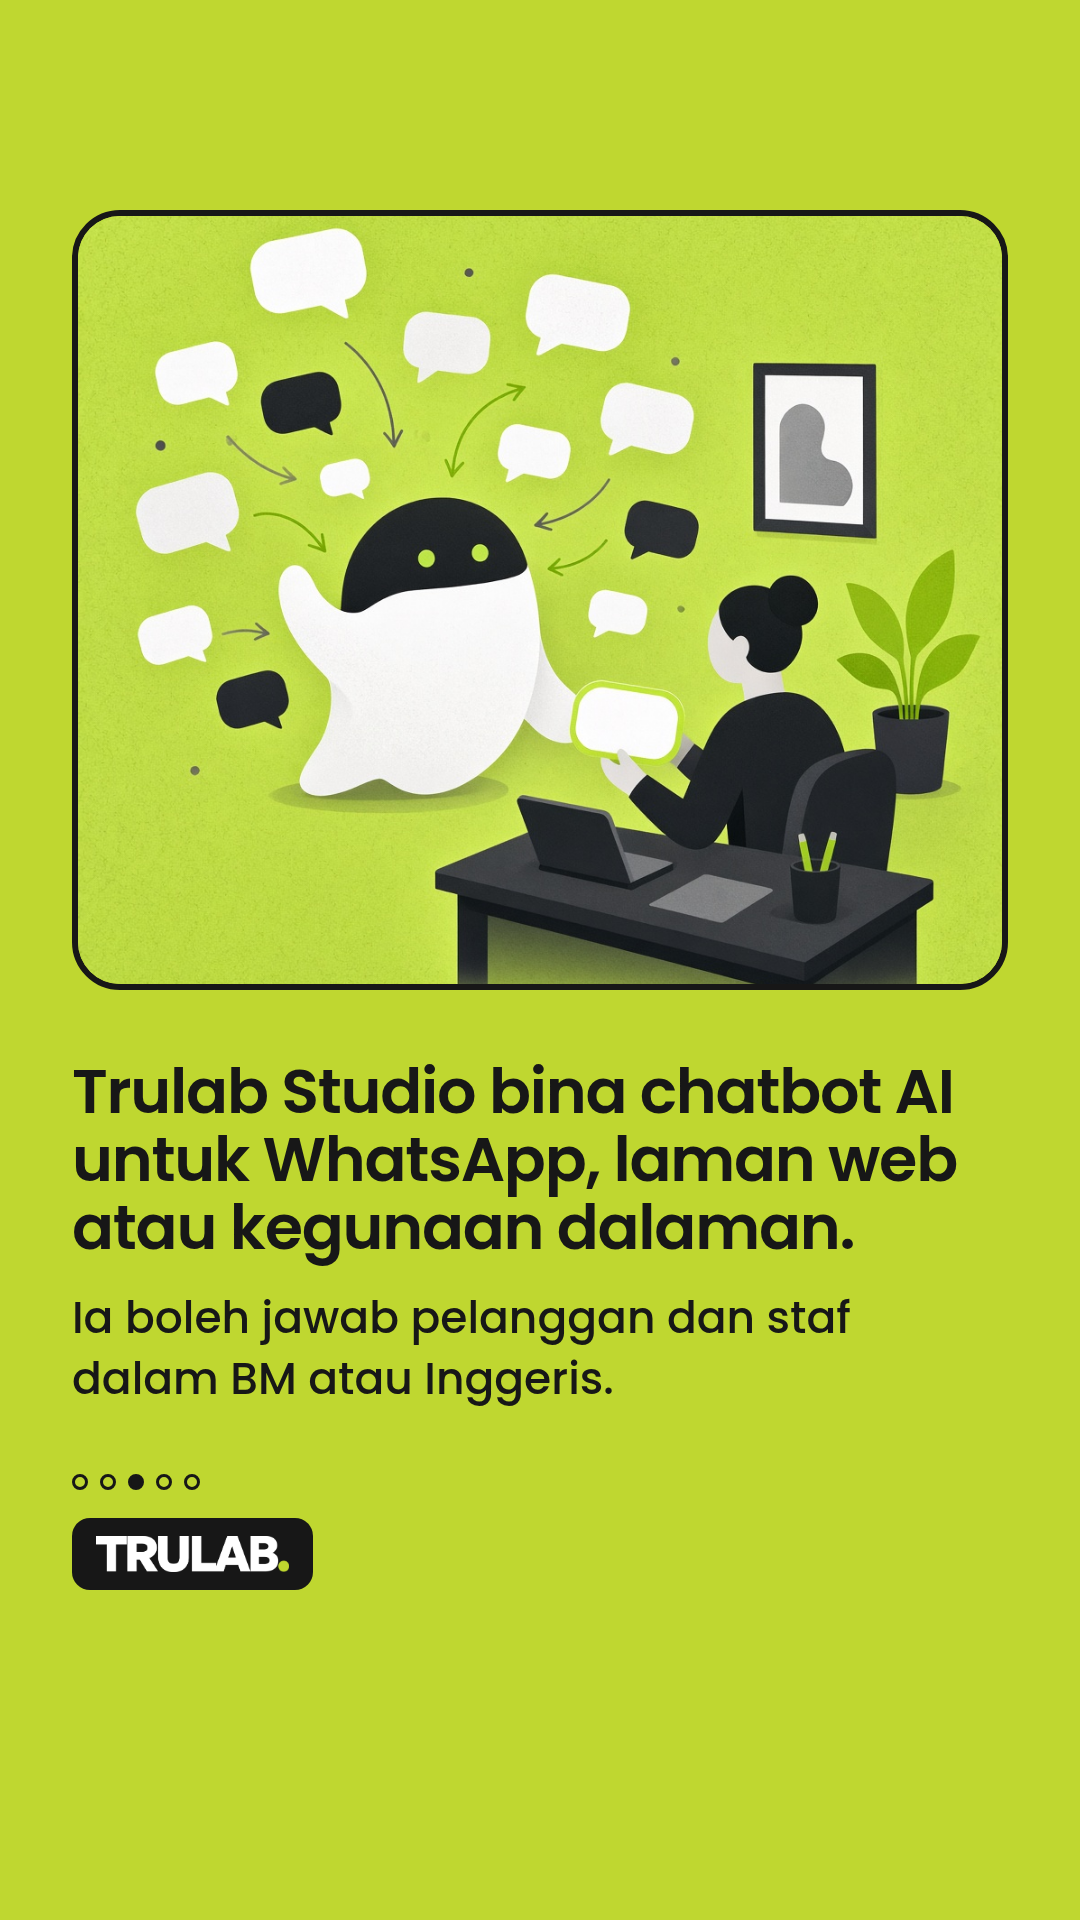 Trulab Studio bina chatbot AI
untuk WhatsApp, laman web
atau kegunaan dalaman.
Ia boleh jawab pelanggan dan staf
dalam BM atau Inggeris.
TRULAB.